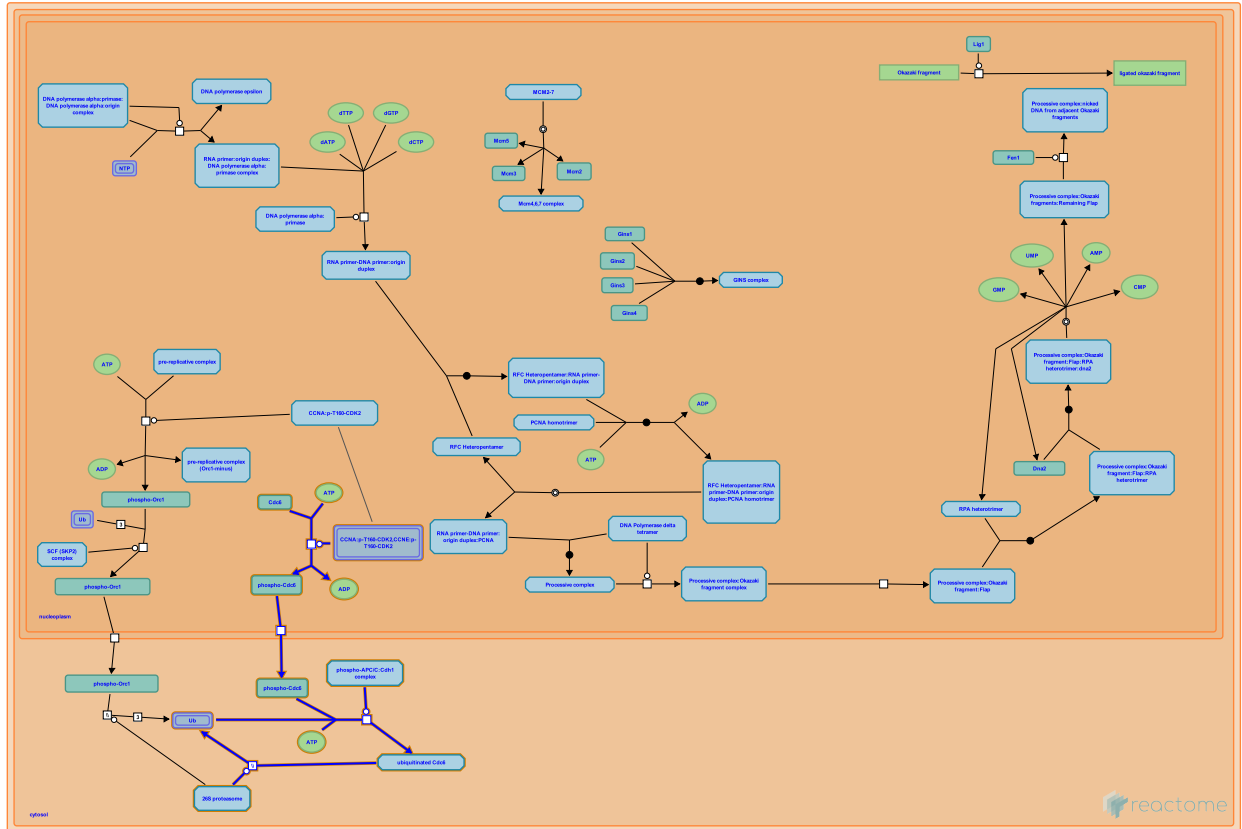 Lig1
Okazaki fragment
ligated okazaki fragment
DNA polymerase alpha:primase:
DNA polymerase alpha:origin
complex
DNA polymerase epsilon
NTP
RNA primer:origin duplex:
DNA polymerase alpha:
primase complex
dTTP
dGTP
dATP
dCTP
DNA polymerase alpha:
primase
RNA primer-DNA primer:origin
duplex
MCM2-7
Mcm5
Mcm3
Mcm2
Mcm4,6,7 complex
Gins1
Gins2
Gins3
Gins4
GINS complex
Processive complex:nicked
DNA from adjacent Okazaki
fragments
Fen1
Processive complex:Okazaki
fragments:Remaining Flap
UMP
AMP
GMP
CMP
Processive complex:Okazaki
fragment:Flap:RPA
heterotrimer:dna2
Dna2
Processive complex:Okazaki
fragment:Flap:RPA
heterotrimer
RPA heterotrimer
Processive complex:Okazaki
fragment:Flap
ATP
pre-replicative complex
CCNA:p-T160-CDK2
ADP
pre-replicative complex
(Orc1-minus)
phospho-Orc1
Ub
3
SCF (SKP2)
complex
phospho-Orc1
Cdc6
ATP
CCNA:p-T160-CDK2,CCNE:p-
T160-CDK2
phospho-Cdc6
ADP
RFC Heteropentamer:RNA primer-
DNA primer:origin duplex
PCNA homotrimer
ADP
ATP
RFC Heteropentamer
RFC Heteropentamer:RNA
primer-DNA primer:origin
duplex:PCNA homotrimer
RNA primer-DNA primer:
origin duplex:PCNA
DNA Polymerase delta
tetramer
Processive complex
Processive complex:Okazaki
fragment complex
nucleoplasm
phospho-Orc1
5
3
Ub
phospho-Cdc6
phospho-APC/C:Cdh1
complex
ATP
ubiquitinated Cdc6
26S proteasome
cytosol
reactome